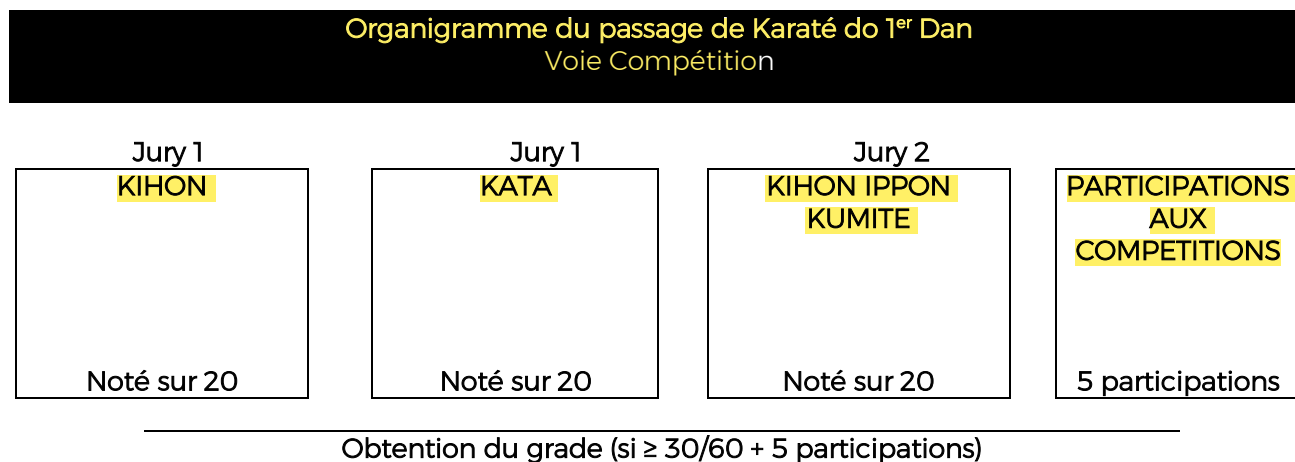 Organigramme du passage de Karaté do 1er Dan
Voie Compétition
Jury 1
KIHON
Noté sur 20
Jury 1
KATA
Noté sur 20
Jury 2
KIHON IPPON
KUMITE
Noté sur 20
PARTICIPATIONS
AUX
COMPETITIONS
5 participations
Obtention du grade (si ≥ 30/60 + 5 participations)